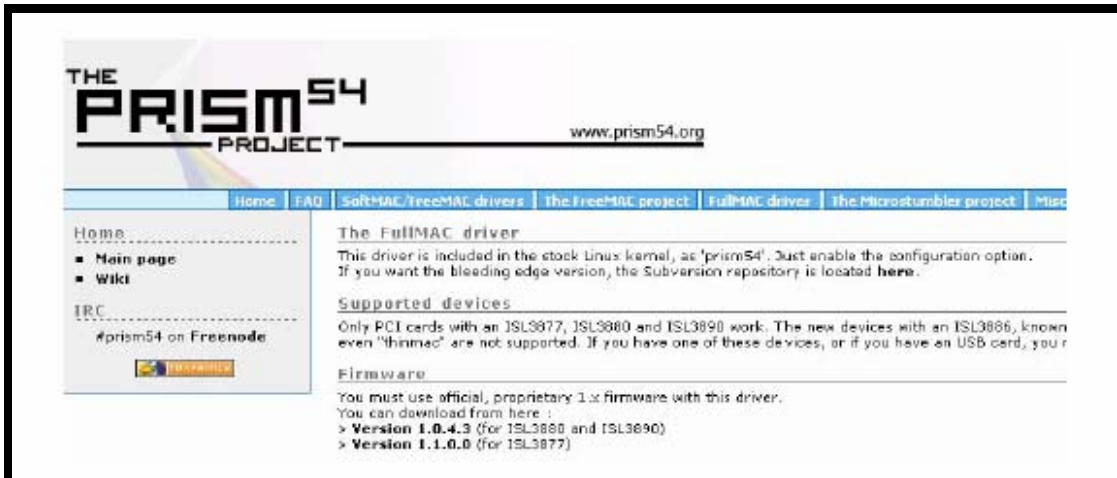 THE
PRISM54
PROJECT
www.prism54.org
Home FAQ SoftMAC/FreeMAC drivers The FreeMAC project FullMAC driver The Microstumbler project Misc
Home
Main page
Wiki
IRC
#prism54 on Freenode
The FullMAC driver
This driver is included in the stock Linux kernel, as 'prism54'. Just enable the configuration option.
If you want the bleeding edge version, the Subversion repository is located here.
Supported devices
Only PCI cards with an ISL3877, ISL3880 and ISL3890 work. The new devices with an ISL3886, known
even "thinmac" are not supported. If you have one of these devices, or if you have an USB card, you
Firmware
You must use official, proprietary 1.x firmware with this driver.
You can download from here :
> Version 1.0.4.3 (for ISL3880 and ISL3890)
> Version 1.1.0.0 (for ISL3877)